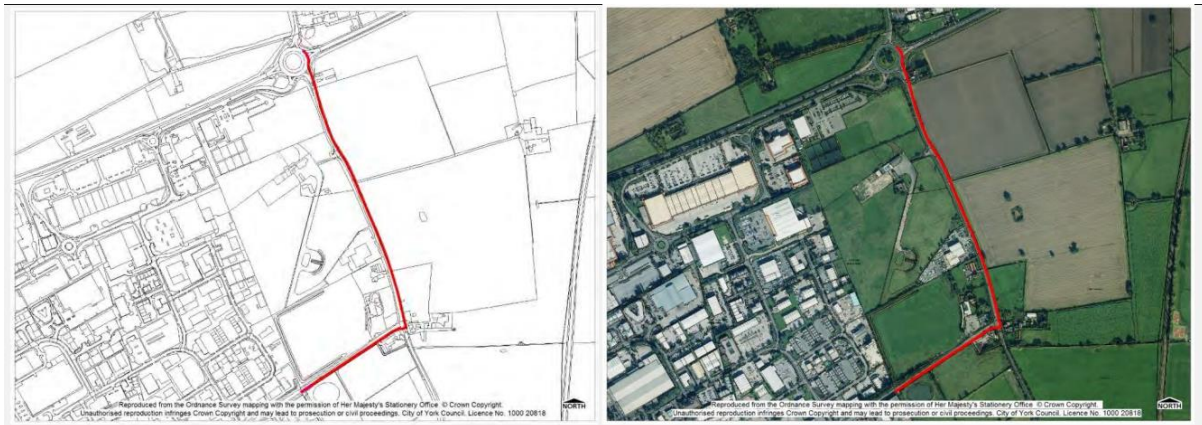 Reproduced from the Ordnance Survey mapping with the permission of Her Majesty's Stationery Office © Crown Copyright.
Unauthorised reproduction infringes Crown Copyright and may lead to prosecution or civil proceedings. City of York Council. Licence No. 1000 20818
NORTH
Reproduced from the Ordnance Survey mapping with the permission of Her Majesty's Stationery Office © Crown Copyright.
Unauthorised reproduction infringes Crown Copyright and may lead to prosecution or civil proceedings. City of York Council. Licence No. 1000 20818
NORTH